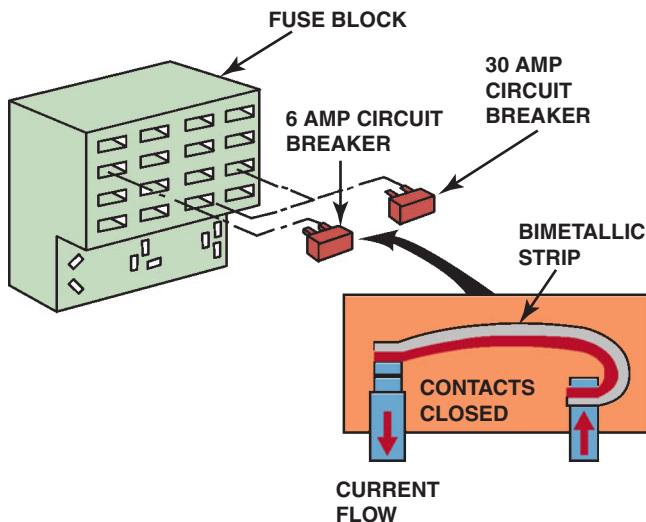 FUSE BLOCK
30 AMP
CIRCUIT
BREAKER
6 AMP CIRCUIT
BREAKER
BIMETALLIC
STRIP
CONTACTS
CLOSED
CURRENT
FLOW